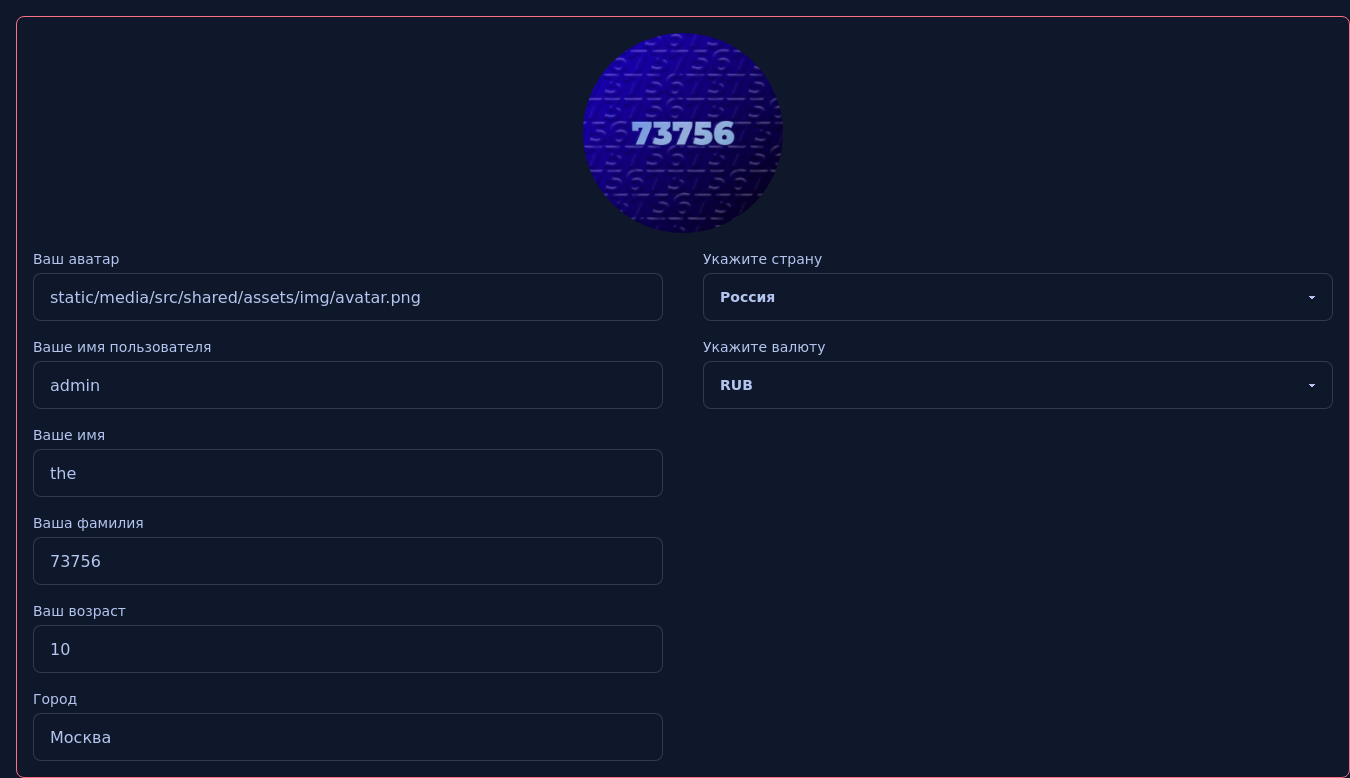 73756
Ваш аватар
static/media/src/shared/assets/img/avatar.png
Ваше имя пользователя
admin
Ваше имя
the
Ваша фамилия
73756
Ваш возраст
10
Город
Москва
Укажите страну
Россия
Укажите валюту
RUB